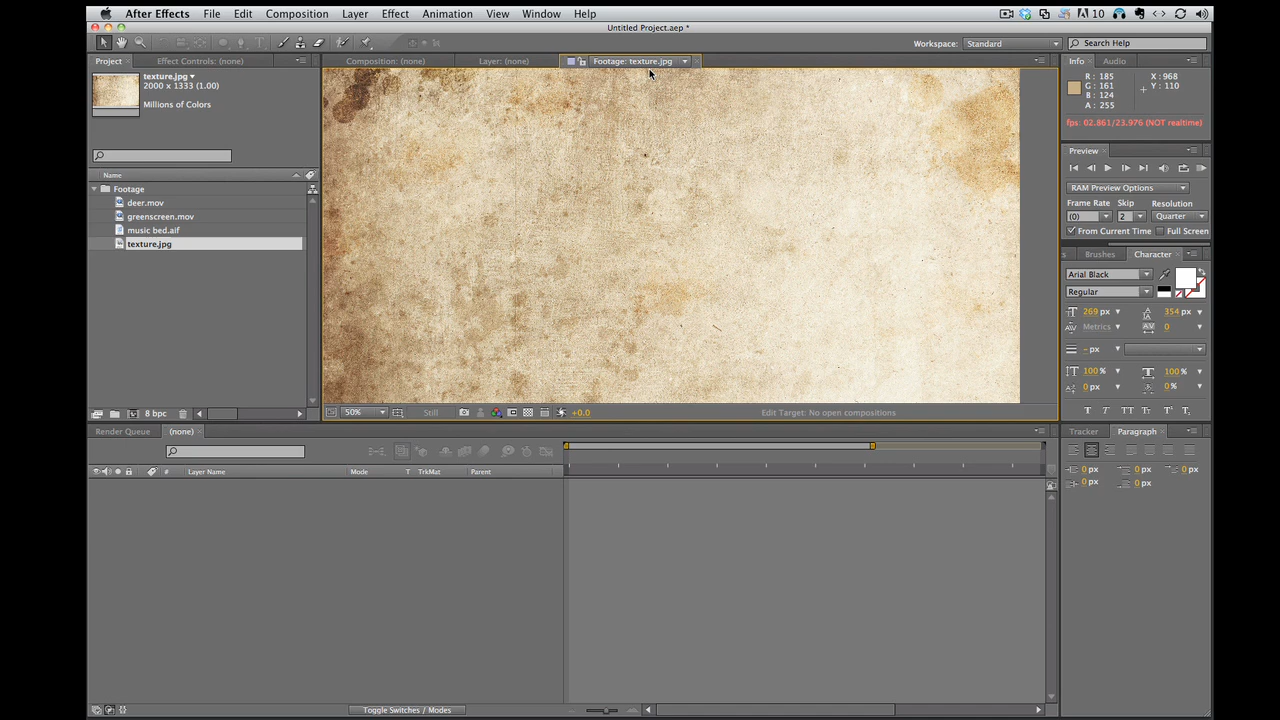 After Effects File Edit Composition Layer Effect Animation View Window Help 10
Untitled Project.aep *
Workspace: Standard Search Help
Project Effect Controls: (none) Composition: (none) Layer: (none) Footage: texture.jpg Info Audio
texture.jpg
2000 x 1333 (1.00)
Millions of Colors
R : 185 X : 968
G : 161 Y : 110
B : 124
A : 255
fps: 02.861/23.976 (NOT realtime)
Preview
RAM Preview Options
Frame Rate Skip Resolution
(0) 2 Quarter
From Current Time Full Screen
Name
Footage
deer.mov
greenscreen.mov
music bed.aif
texture.jpg
s Brushes Character
Arial Black
Regular
269 px 354 px
Metrics 0
- px
100% 100%
0 px 0 %
T T TT Tr T¹ T₁
8 bpc 50% Still +0.0 Edit Target: No open compositions
Render Queue (none) Tracker Paragraph
Layer Name Mode T TrkMat Parent
0 px 0 px 0 px
0 px 0 px
Toggle Switches / Modes